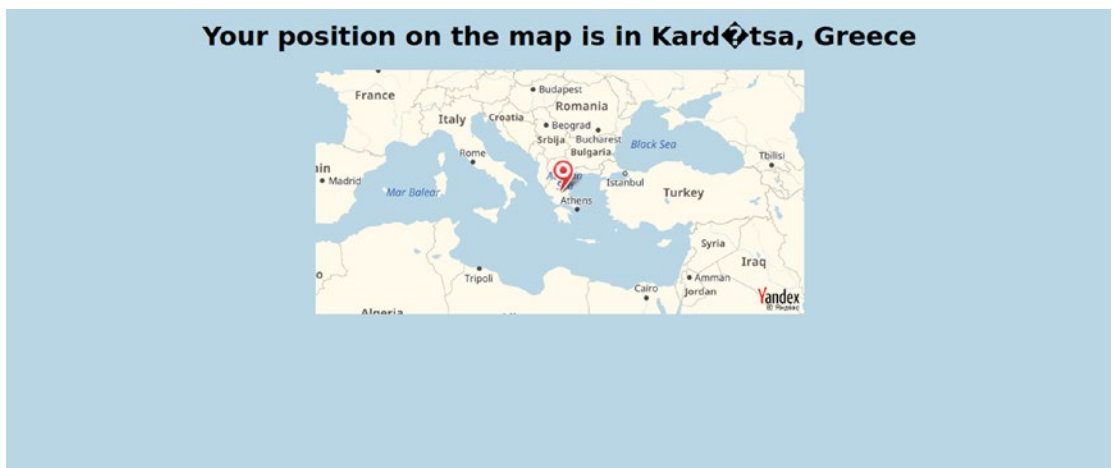 Your position on the map is in Kard�tsa, Greece
France
Budapest
Romania
Italy
Croatia
Beograd
Srbija
Bucharest
Black Sea
Bulgaria
Rome
Tbilisi
ain
Madrid
Istanbul
Mar Balear
Turkey
Athens
Syria
Iraq
Tripoli
Amman
Cairo
Jordan
Yandex
Algeria